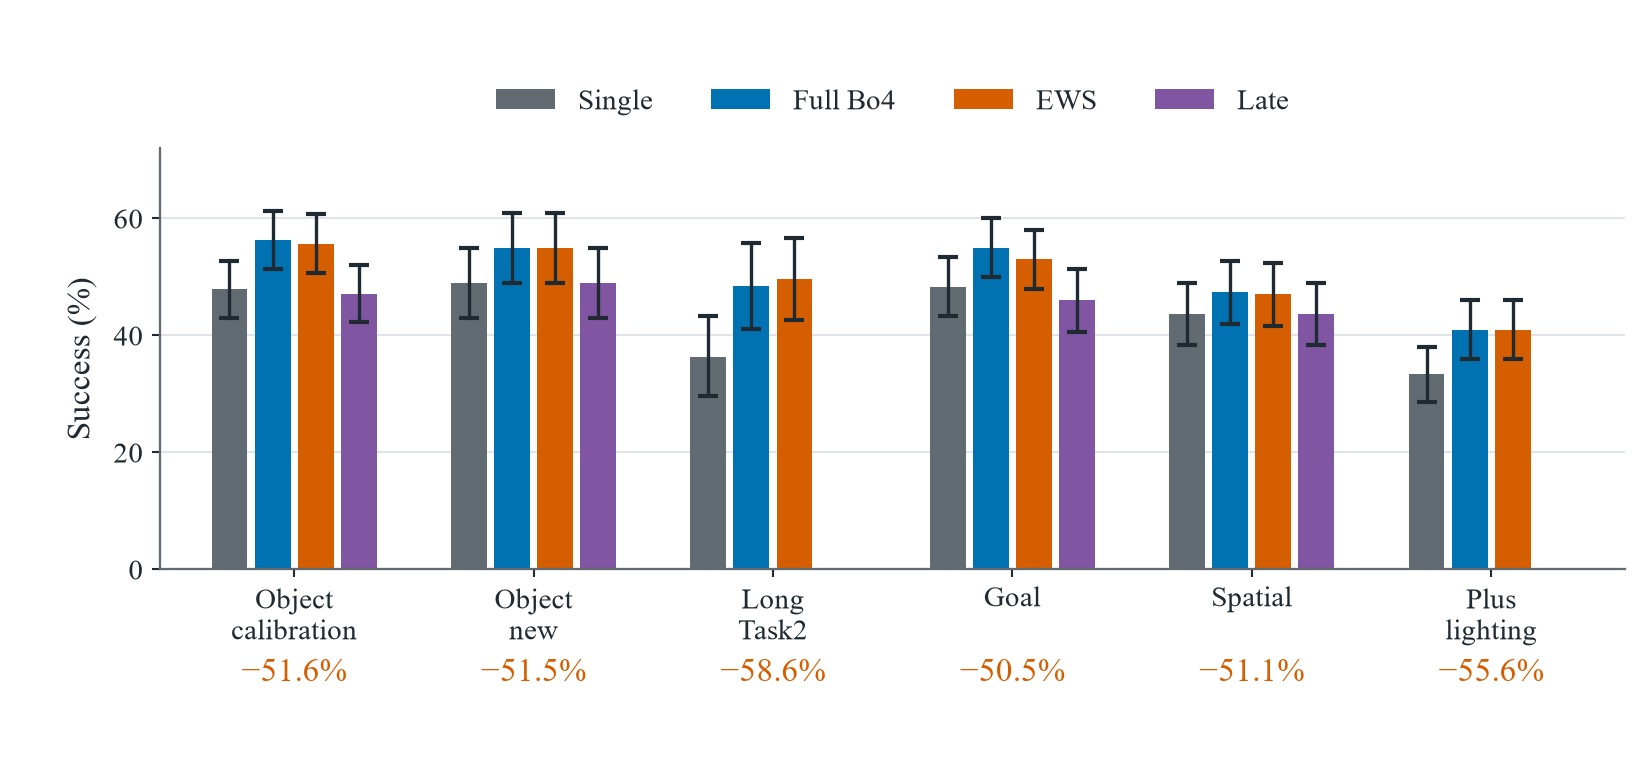 Single Full Bo4 EWS Late
Success (%)
60
40
20
0
Object calibration
Object new
Long Task2
Goal
Spatial
Plus lighting
−51.6% −51.5% −58.6% −50.5% −51.1% −55.6%